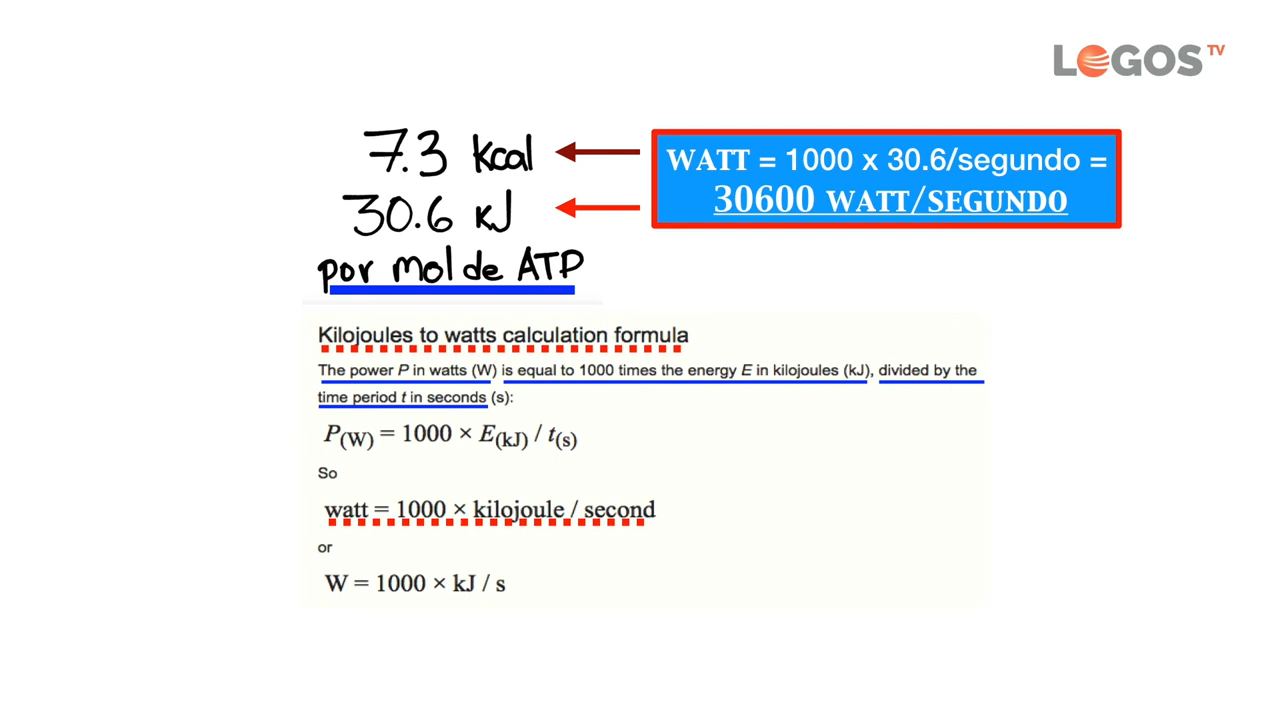 LOGOS TV
7.3 kcal
30.6 kJ
por mol de ATP
WATT = 1000 x 30.6/segundo =
30600 WATT/SEGUNDO
Kilojoules to watts calculation formula
The power P in watts (W) is equal to 1000 times the energy E in kilojoules (kJ), divided by the
time period t in seconds (s):
P(W) = 1000 × E(kJ) / t(s)
So
watt = 1000 × kilojoule / second
or
W = 1000 × kJ / s